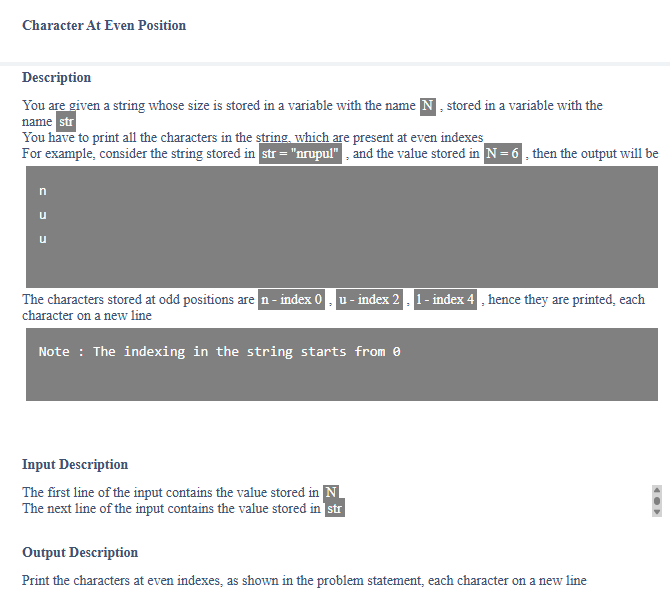 Character At Even Position
Description
You are given a string whose size is stored in a variable with the name N , stored in a variable with the
name str
You have to print all the characters in the string, which are present at even indexes
For example, consider the string stored in str = "nrupul" , and the value stored in N = 6 , then the output will be
n
u
u
The characters stored at odd positions are n - index 0 , u - index 2 , l - index 4 , hence they are printed, each
character on a new line
Note : The indexing in the string starts from 0
Input Description
The first line of the input contains the value stored in N
The next line of the input contains the value stored in str
Output Description
Print the characters at even indexes, as shown in the problem statement, each character on a new line